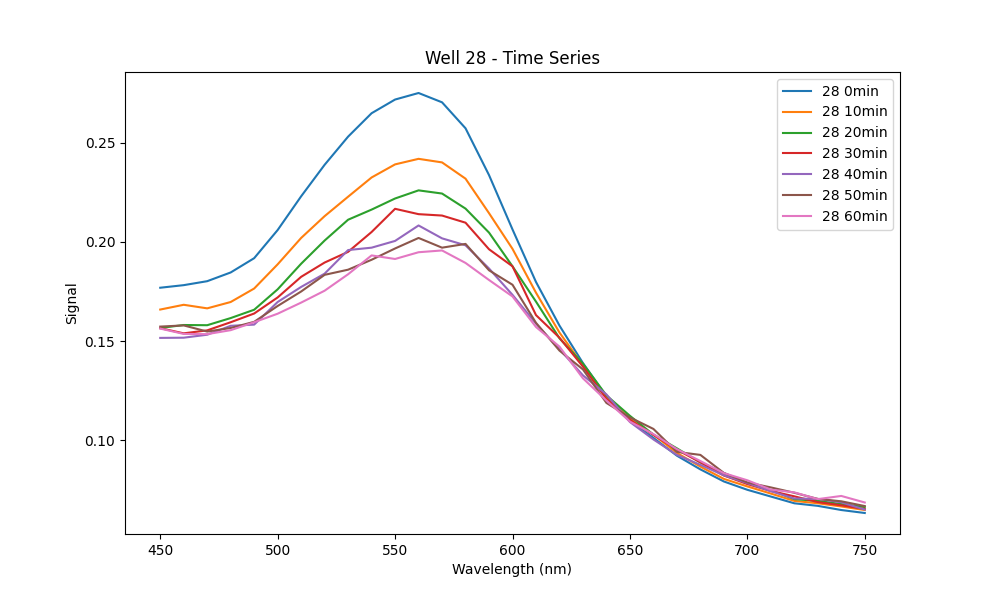 Well 28 - Time Series
28 0min
28 10min
28 20min
28 30min
28 40min
28 50min
28 60min
0.25
0.20
0.15
0.10
Signal
450 500 550 600 650 700 750
Wavelength (nm)